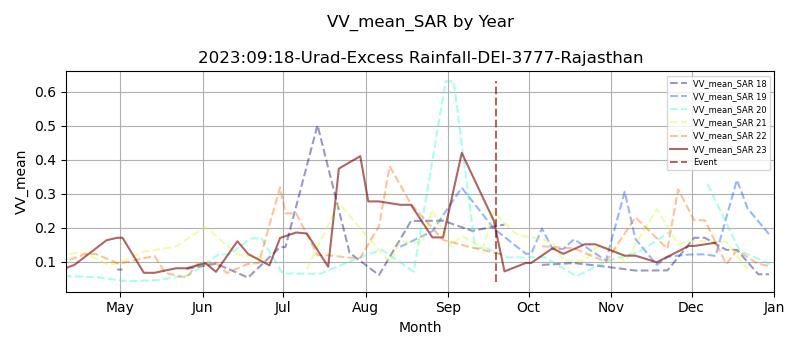 VV_mean_SAR by Year
2023:09:18-Urad-Excess Rainfall-DEI-3777-Rajasthan
0.6
0.5
0.4
0.3
0.2
0.1
VV_mean
VV_mean_SAR 18
VV_mean_SAR 19
VV_mean_SAR 20
VV_mean_SAR 21
VV_mean_SAR 22
VV_mean_SAR 23
Event
May Jun Jul Aug Sep Oct Nov Dec Jan
Month